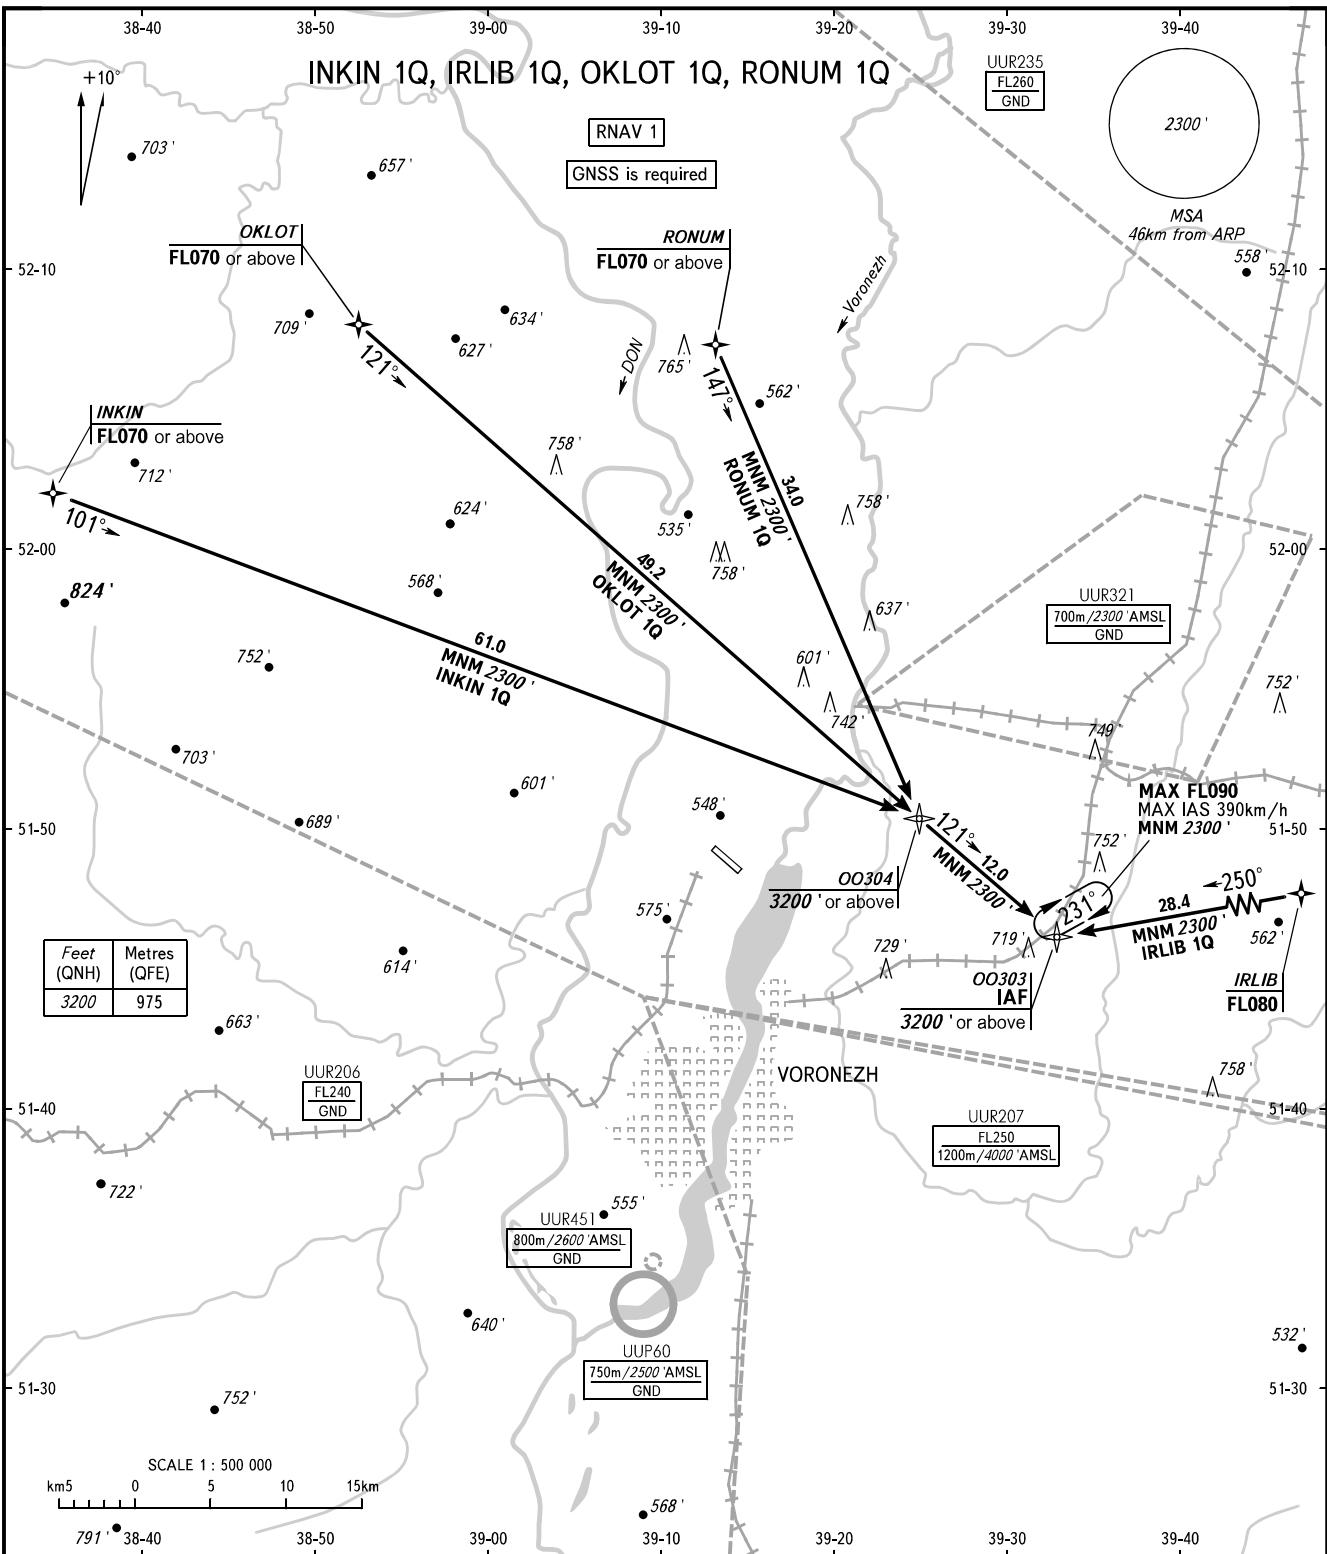 38-40
38-50
39-00
39-10
39-20
39-30
39-40
INKIN 1Q, IRLIB 1Q, OKLOT 1Q, RONUM 1Q
+10°
RNAV 1
GNSS is required
UUR235
FL260
GND
2300'
MSA
46km from ARP
703'
657'
558'
OKLOT
FL070 or above
RONUM
FL070 or above
Voronezh
52-10
52-10
709'
634'
627'
765'
DON
121°
147°
562'
INKIN
FL070 or above
712'
758'
101°
624'
535'
758'
758'
MNM 2300'
RONUM 1Q
34.0
758'
52-00
52-00
824'
568'
49.2
MNM 2300'
OKLOT 1Q
637'
UUR321
700m/2300'AMSL
GND
752'
61.0
MNM 2300'
INKIN 1Q
601'
742'
752'
749'
703'
601'
689'
548'
MAX FL090
MAX IAS 390km/h
MNM 2300'
51-50
51-50
121°
12.0
MNM 2300'
752'
OO304
3200' or above
231°
250°
28.4
MNM 2300'
IRLIB 1Q
562'
575'
729'
719'
614'
Feet
(QNH)
Metres
(QFE)
3200
975
OO303
IAF
3200' or above
IRLIB
FL080
663'
UUR206
FL240
GND
VORONEZH
758'
51-40
51-40
UUR207
FL250
1200m/4000'AMSL
722'
555'
UUR451
800m/2600'AMSL
GND
640'
UUP60
750m/2500'AMSL
GND
532'
51-30
51-30
752'
SCALE 1 : 500 000
km5
0
5
10
15km
568'
791'
38-40
38-50
39-00
39-10
39-20
39-30
39-40